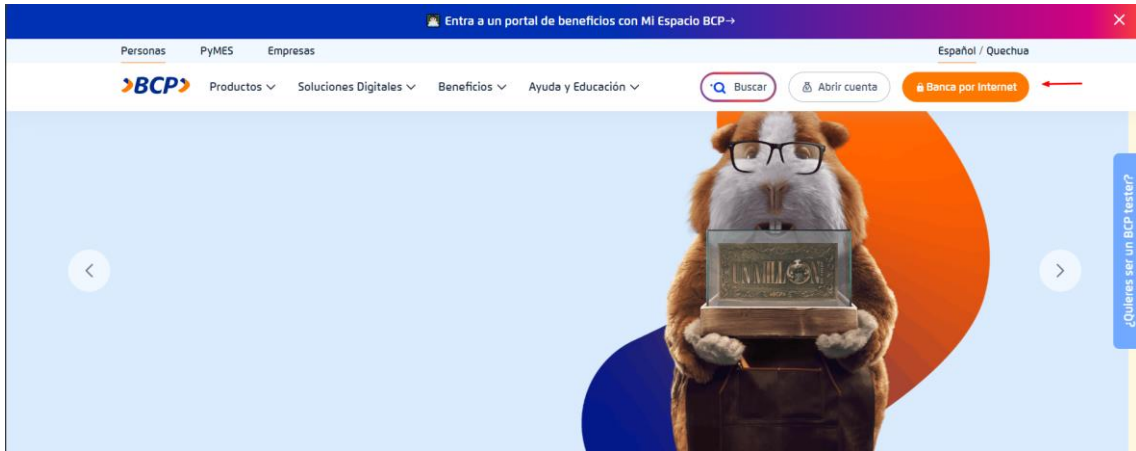 Entra a un portal de beneficios con Mi Espacio BCP→
Personas PyMES Empresas Español / Quechua
BCP Productos Soluciones Digitales Beneficios Ayuda y Educación Buscar Abrir cuenta Banca por Internet
¿Quieres ser un BCP tester?
UN MILLÓN